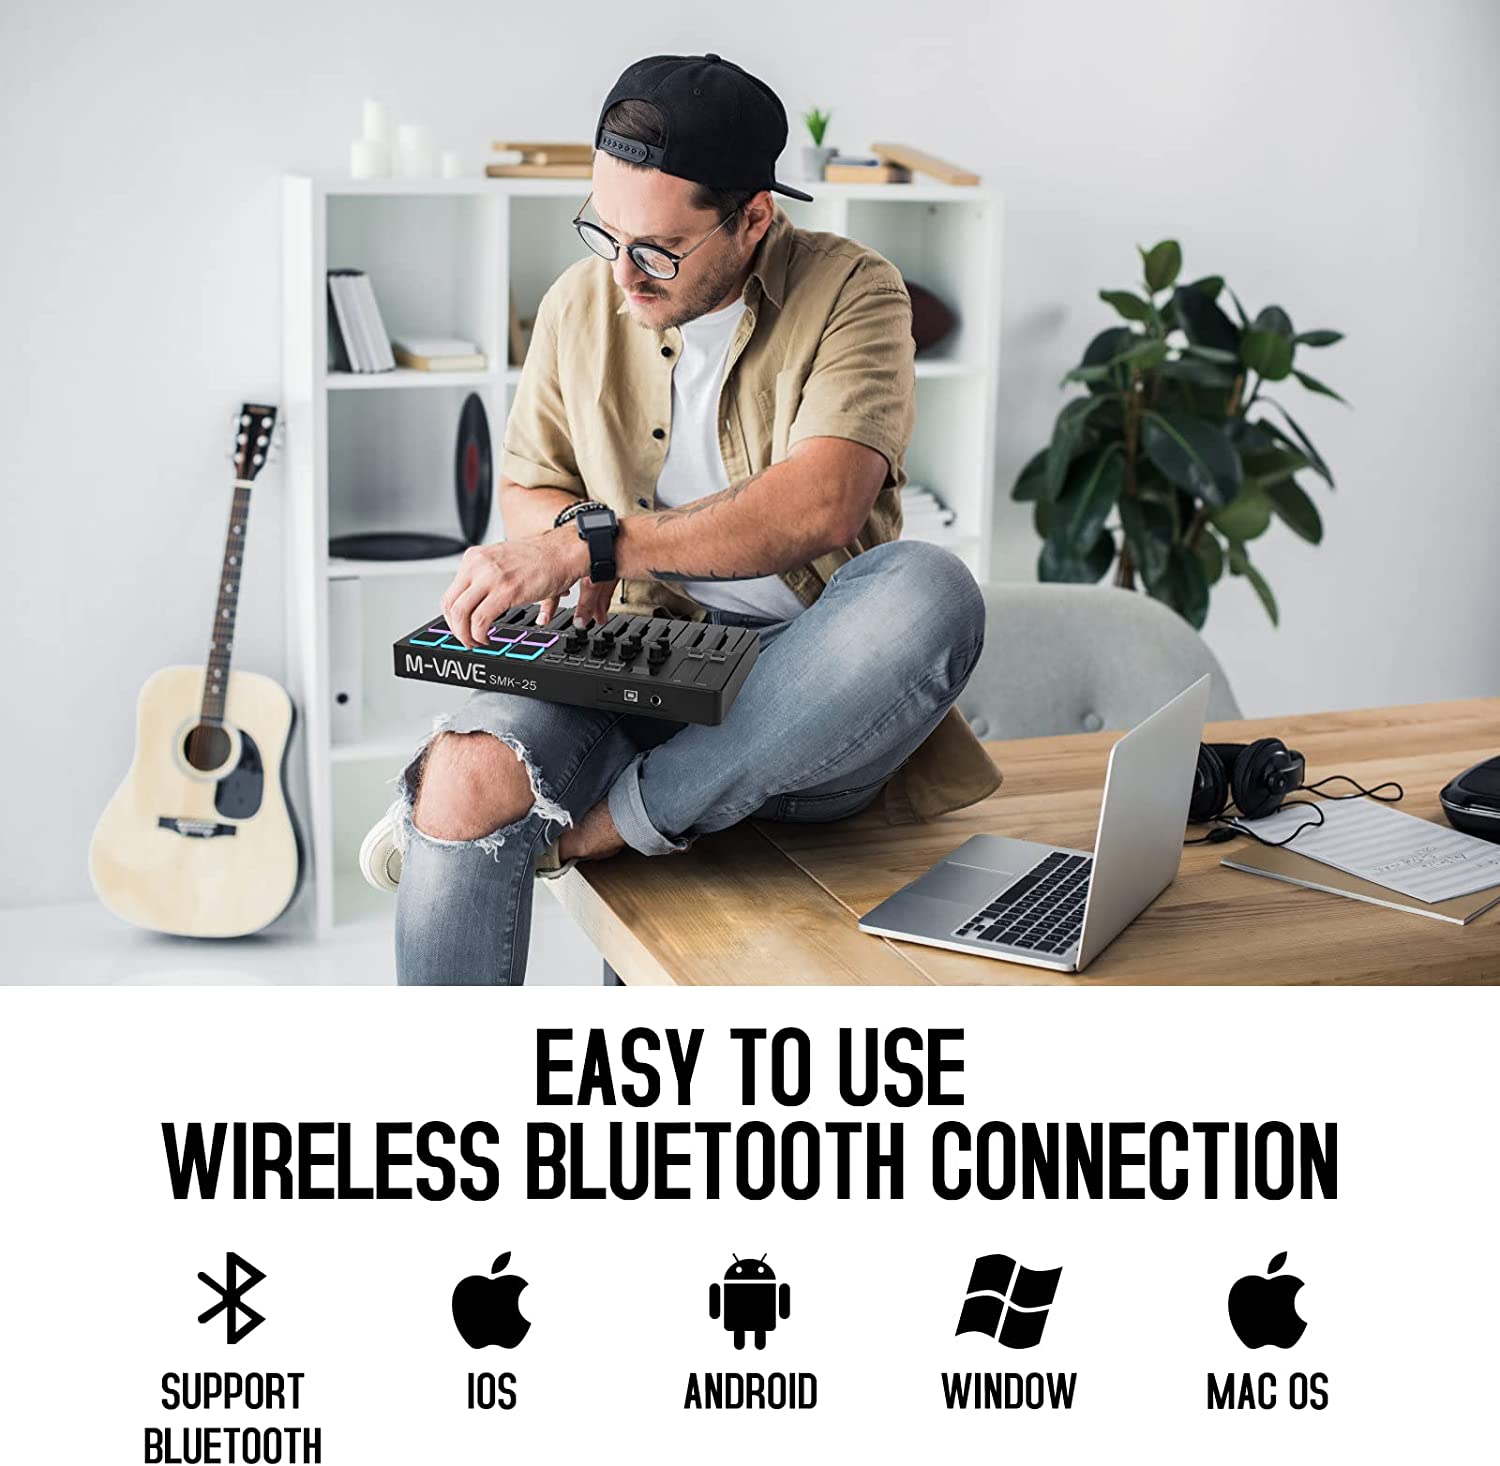 M-VAVE SMK-25
EASY TO USE
WIRELESS BLUETOOTH CONNECTION
SUPPORT
BLUETOOTH
IOS
ANDROID
WINDOW
MAC OS